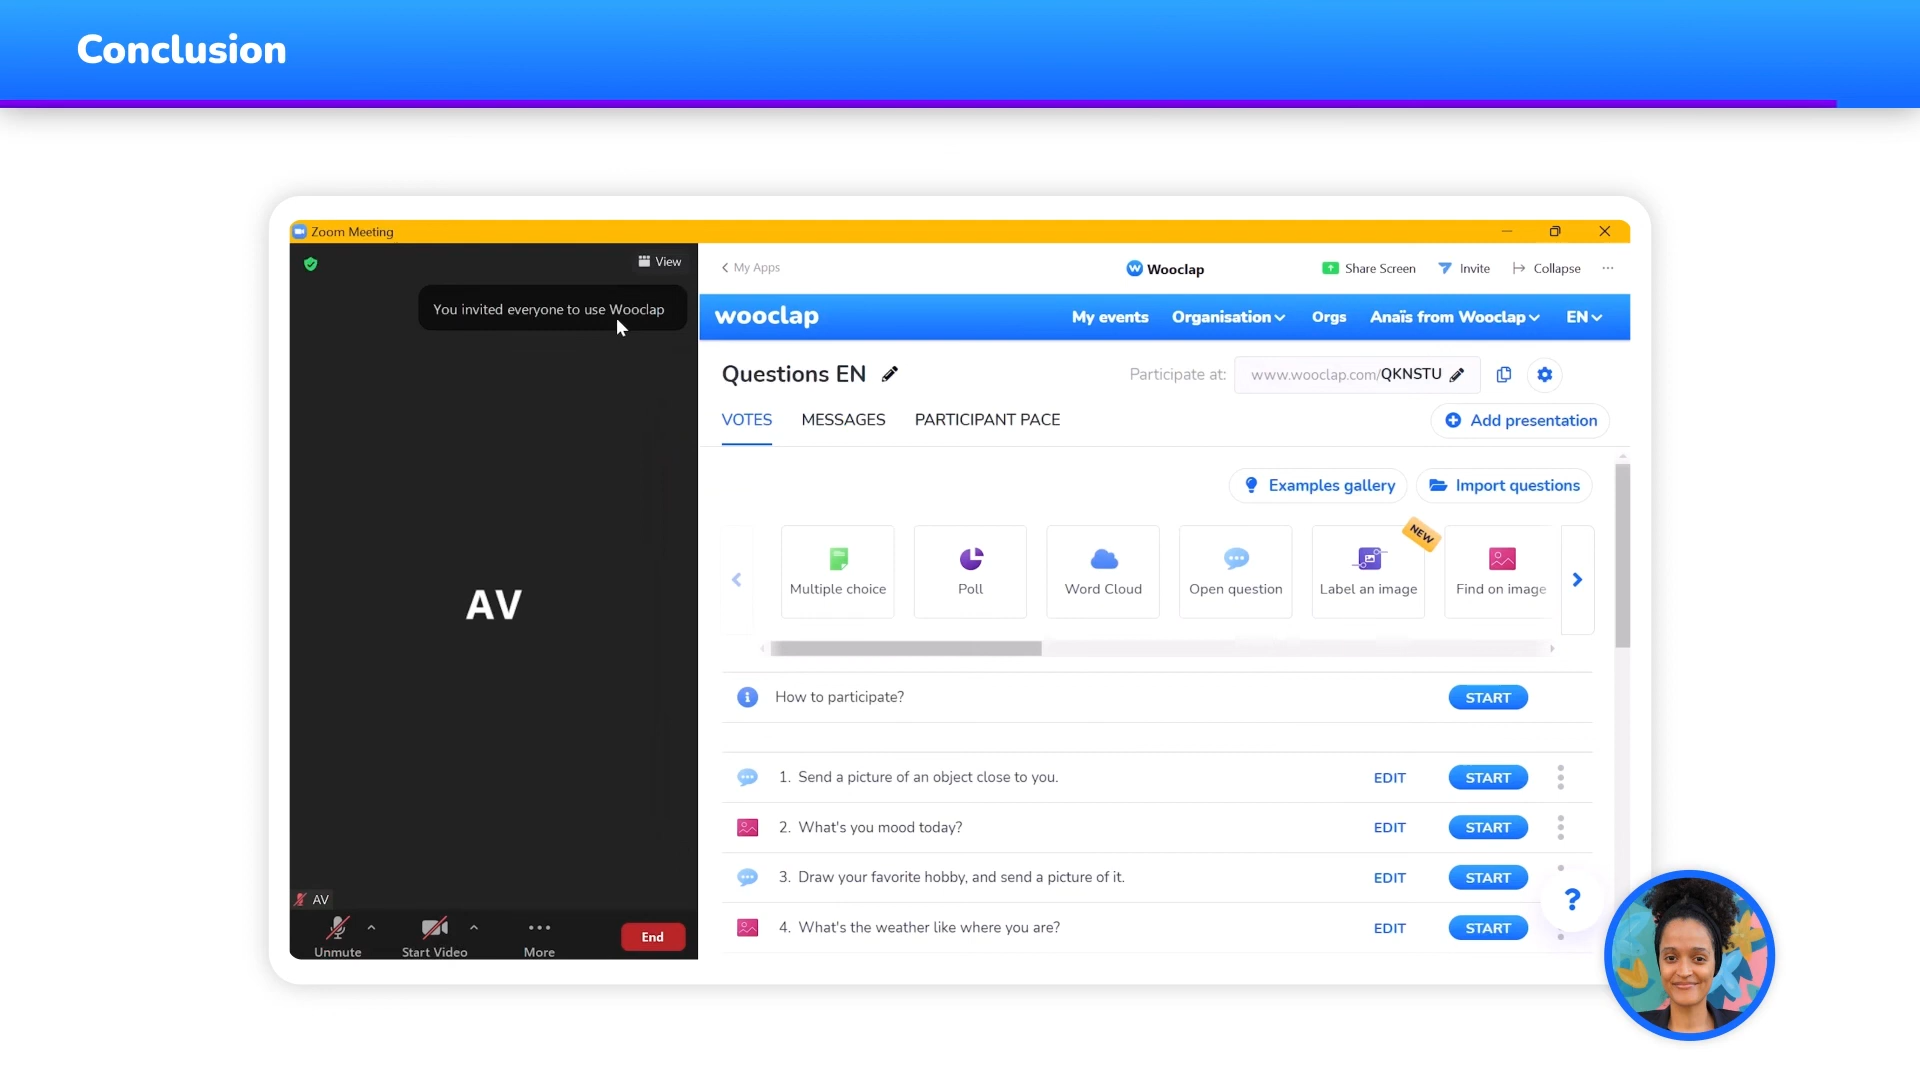 Conclusion
Zoom Meeting
View
You invited everyone to use Wooclap
AV
AV
Unmute
Start Video
More
End
My Apps
Wooclap
Share Screen
Invite
Collapse
wooclap
My events
Organisation
Orgs
Anaïs from Wooclap
EN
Questions EN
Participate at:
www.wooclap.com/QKNSTU
VOTES
MESSAGES
PARTICIPANT PACE
Add presentation
Examples gallery
Import questions
Multiple choice
Poll
Word Cloud
Open question
NEW
Label an image
Find on image
How to participate?
START
1. Send a picture of an object close to you.
EDIT
START
2. What's you mood today?
EDIT
START
3. Draw your favorite hobby, and send a picture of it.
EDIT
START
4. What's the weather like where you are?
EDIT
START
?